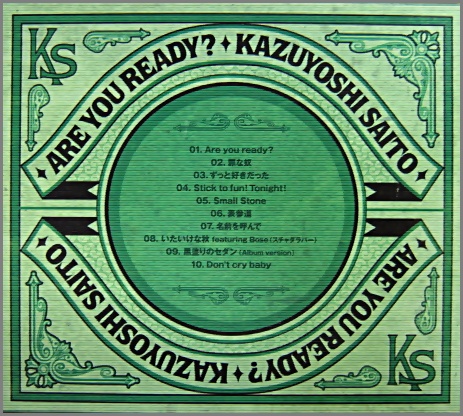 KS
ARE YOU READY? ✦ KAZUYOSHI SAITO
01. Are you ready?
02. 罪な奴
03. ずっと好きだった
04. Stick to fun! Tonight!
05. Small Stone
06. 表参道
07. 名前を呼んで
08. いたいけな秋 featuring Bose (スチャダラパー)
09. 黒塗りのセダン (Album version)
10. Don't cry baby
ARE YOU READY? ✦ KAZUYOSHI SAITO
KS